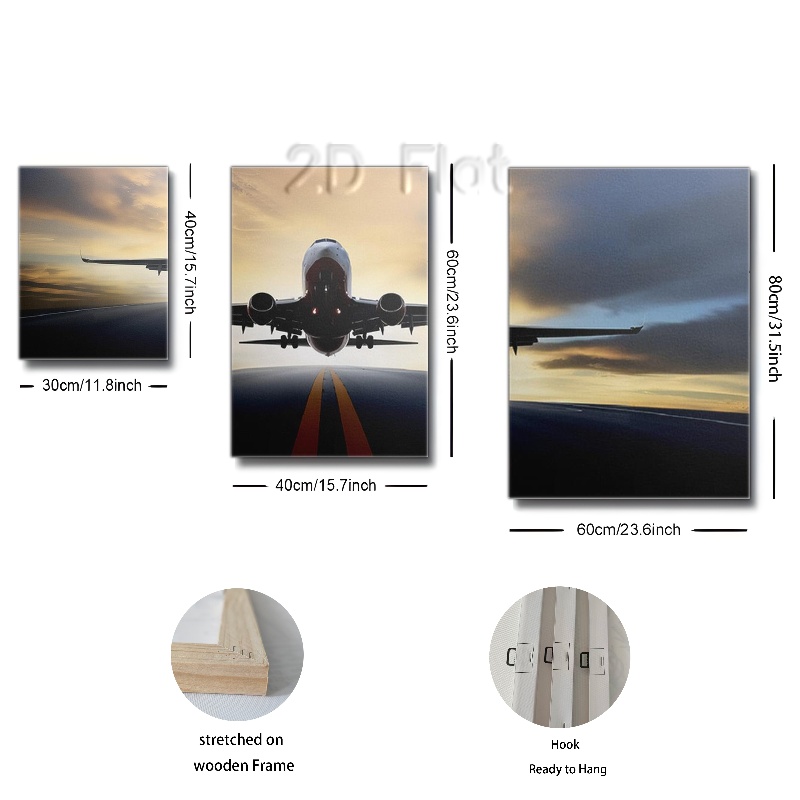 2D Flat
40cm/15.7inch
60cm/23.6inch
80cm/31.5inch
30cm/11.8inch
40cm/15.7inch
60cm/23.6inch
stretched on
wooden Frame
Hook
Ready to Hang